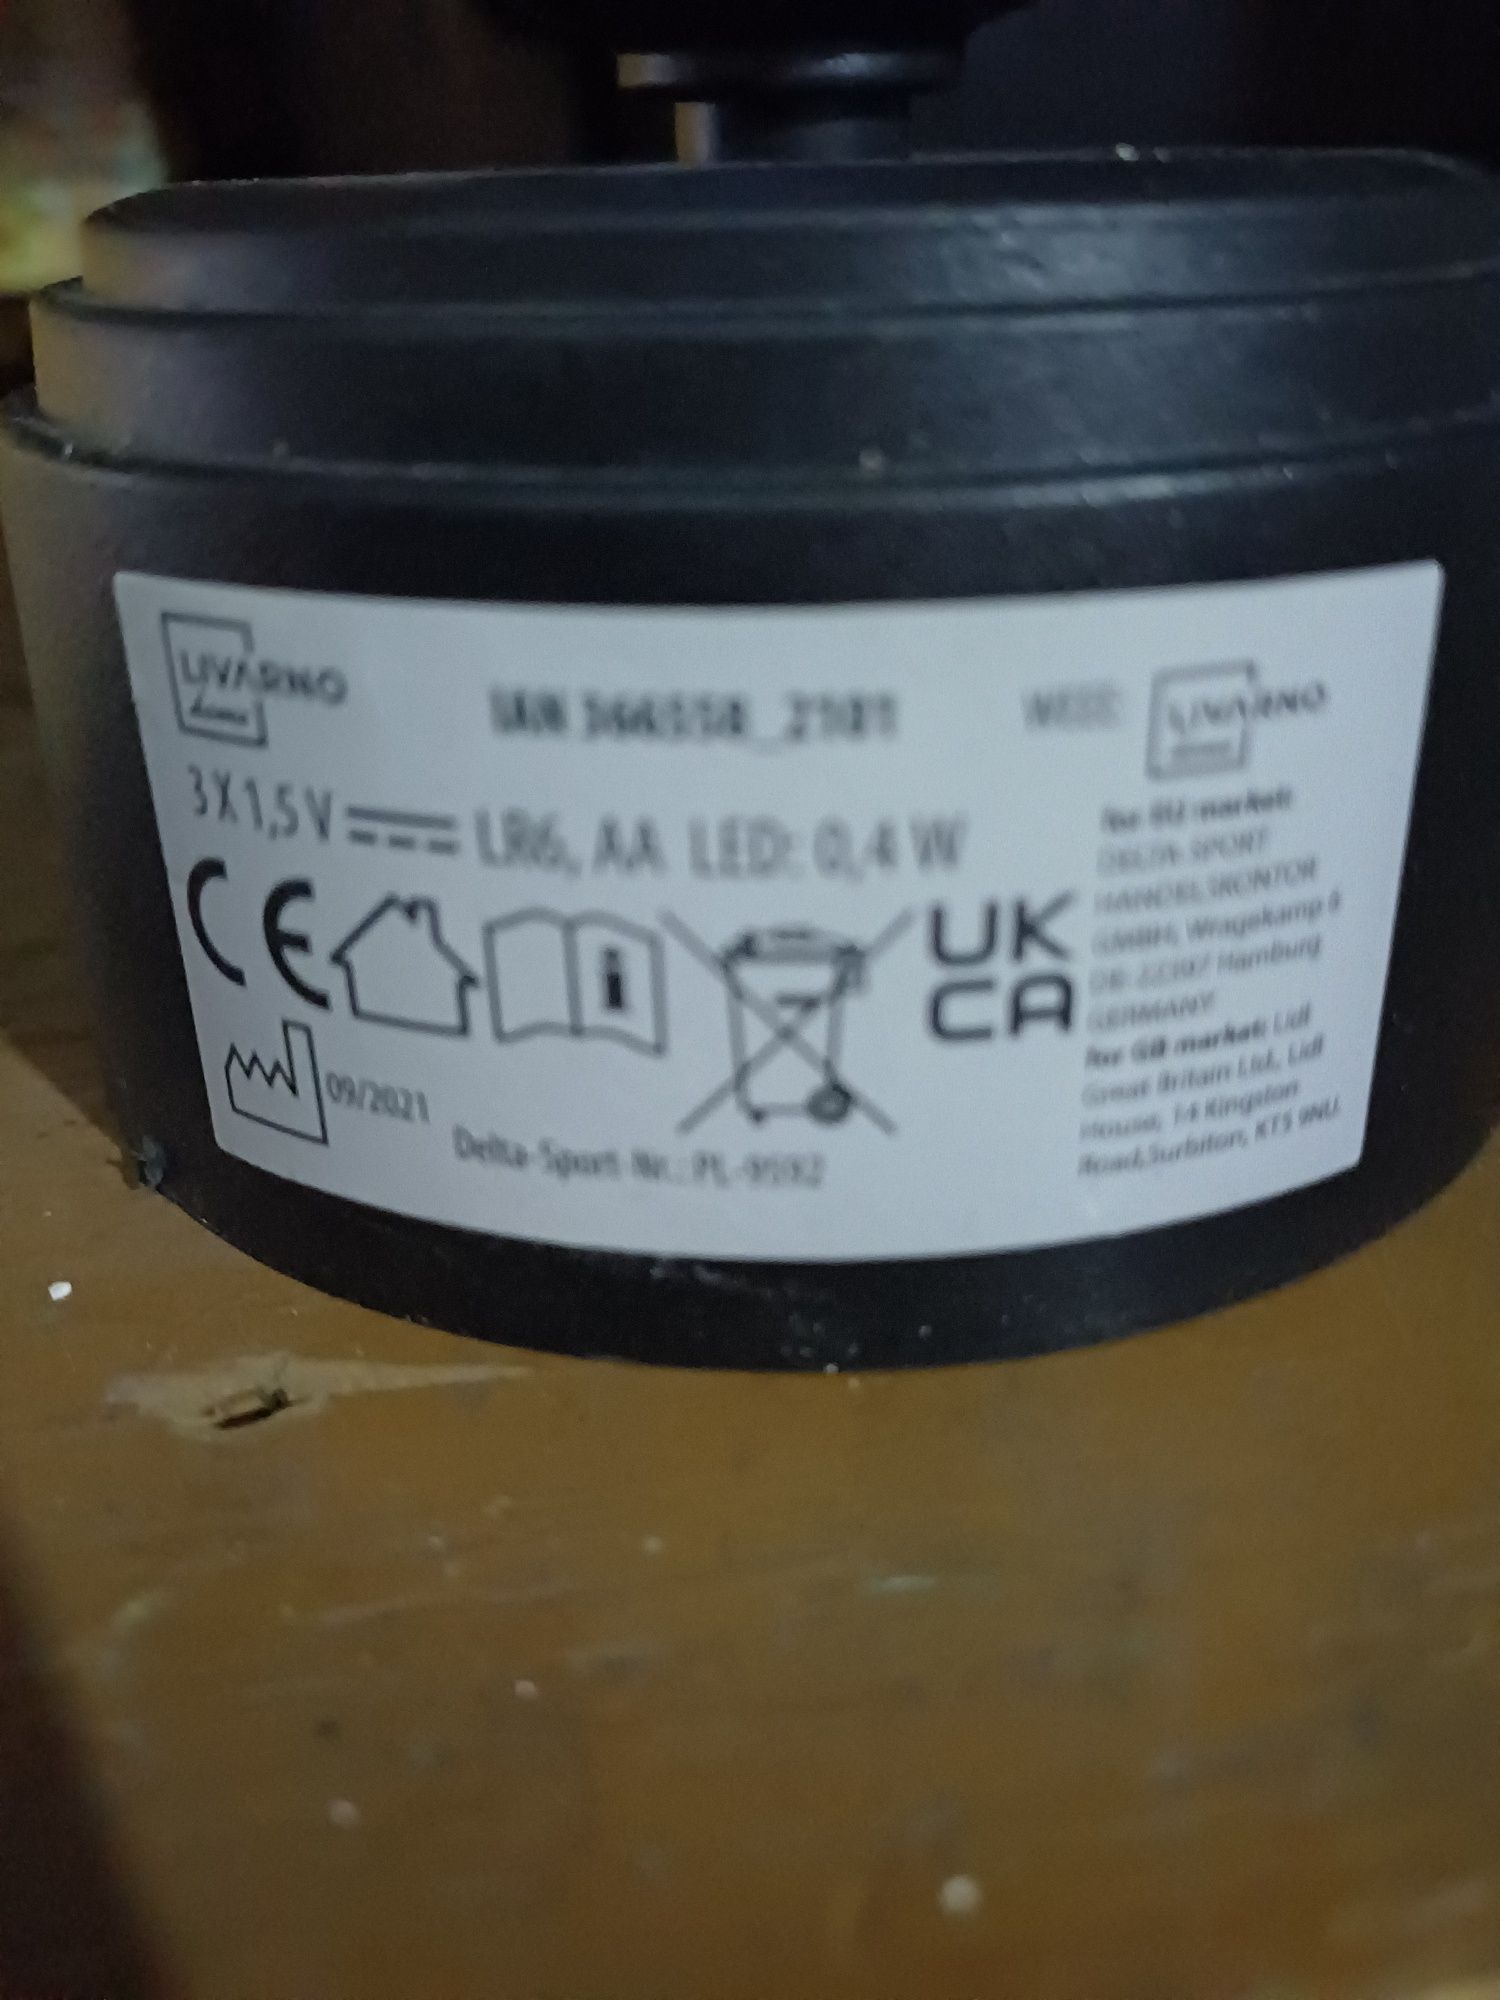 LIVARNO
home
IAN 366558_2101
LIVARNO
3X1,5V LR6, AA LED: 0,4 W
for EU market:
DELTA-SPORT
HANDELSKONTOR
GMBH, Wragekamp 6
DE-22397 Hamburg
GERMANY
for GB market: Lidl
Great Britain Ltd., Lidl
House, 14 Kingston
Road,Surbiton, KT5 9NU
CE
i
UK
CA
09/2021
Delta-Sport-Nr.: PL-9592